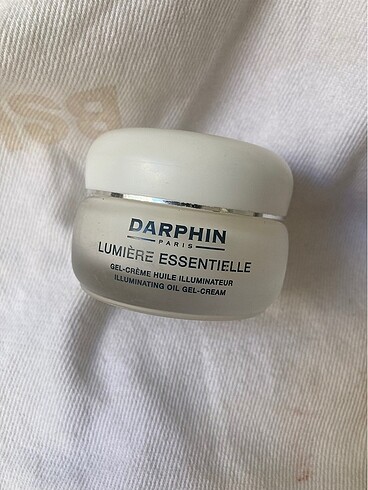 DARPHIN
PARIS
LUMIÈRE ESSENTIELLE
GEL-CRÈME HUILE ILLUMINATEUR
ILLUMINATING OIL GEL-CREAM